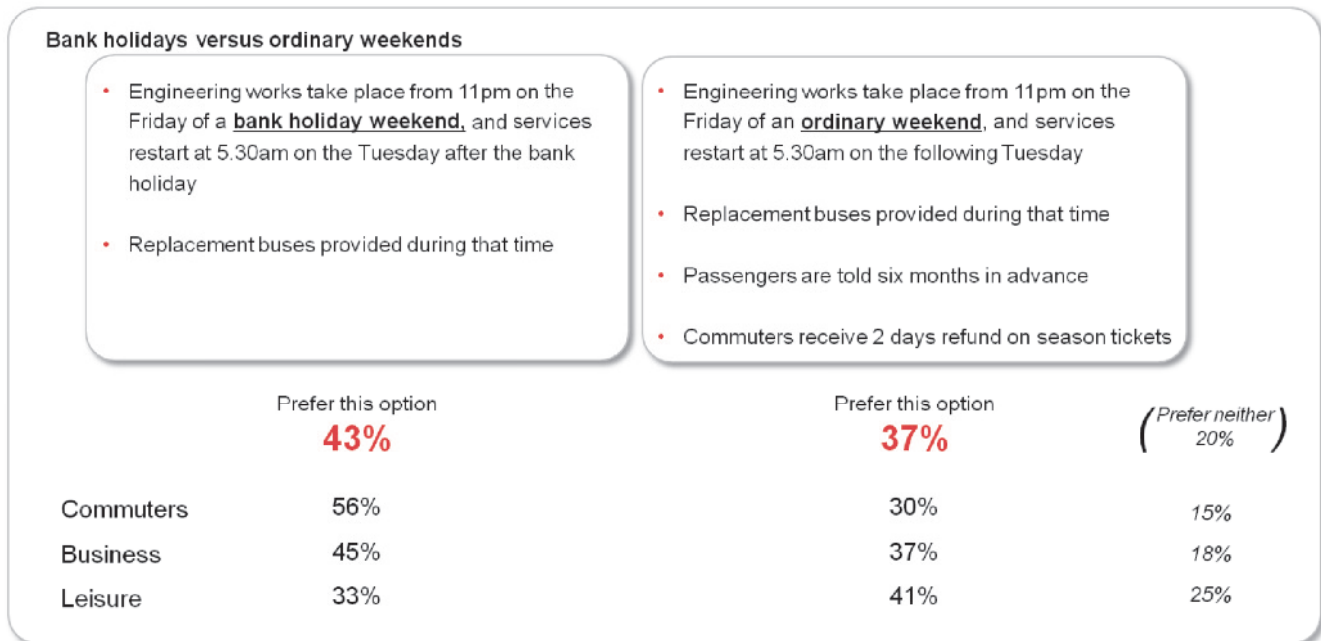 Bank holidays versus ordinary weekends
• Engineering works take place from 11pm on the
Friday of a bank holiday weekend, and services
restart at 5.30am on the Tuesday after the bank
holiday
• Replacement buses provided during that time
• Engineering works take place from 11pm on the
Friday of an ordinary weekend, and services
restart at 5.30am on the following Tuesday
• Replacement buses provided during that time
• Passengers are told six months in advance
• Commuters receive 2 days refund on season tickets
Prefer this option
43%
Prefer this option
37%
(Prefer neither
20%)
Commuters 56% 30% 15%
Business 45% 37% 18%
Leisure 33% 41% 25%